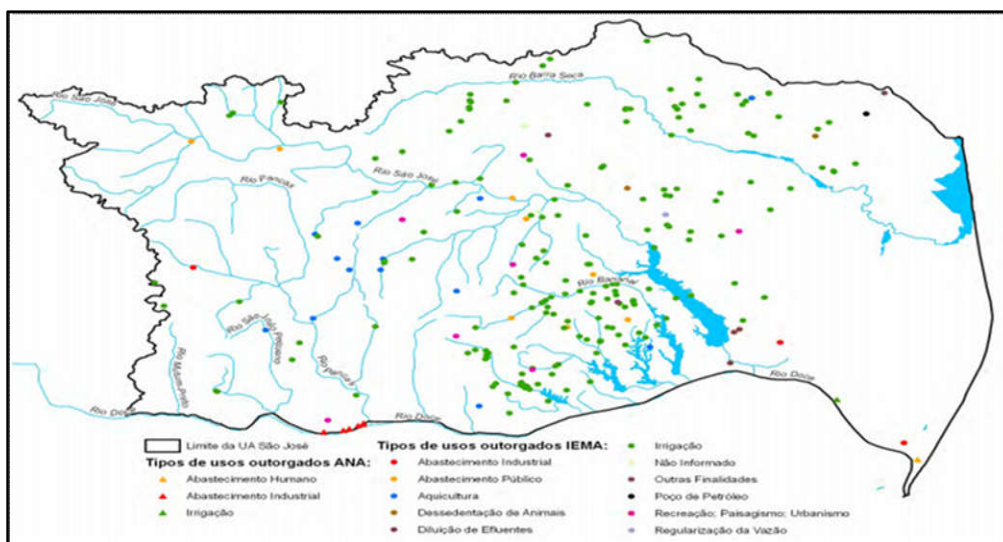 Rio Barra Seca
Rio São José
Rio São José
Rio Pancas
Rio Bananal
Rio São João Pequeno
Rio Pancas
Rio Mutum-Preto
Rio Doce
Rio Doce
Rio Doce
Limite da UA São José
Tipos de usos outorgados ANA:
Abastecimento Humano
Abastecimento Industrial
Irrigação
Tipos de usos outorgados IEMA:
Abastecimento Industrial
Abastecimento Público
Aquicultura
Dessedentação de Animais
Diluição de Efluentes
Irrigação
Não Informado
Outras Finalidades
Poço de Petróleo
Recreação; Paisagismo; Urbanismo
Regularização da Vazão